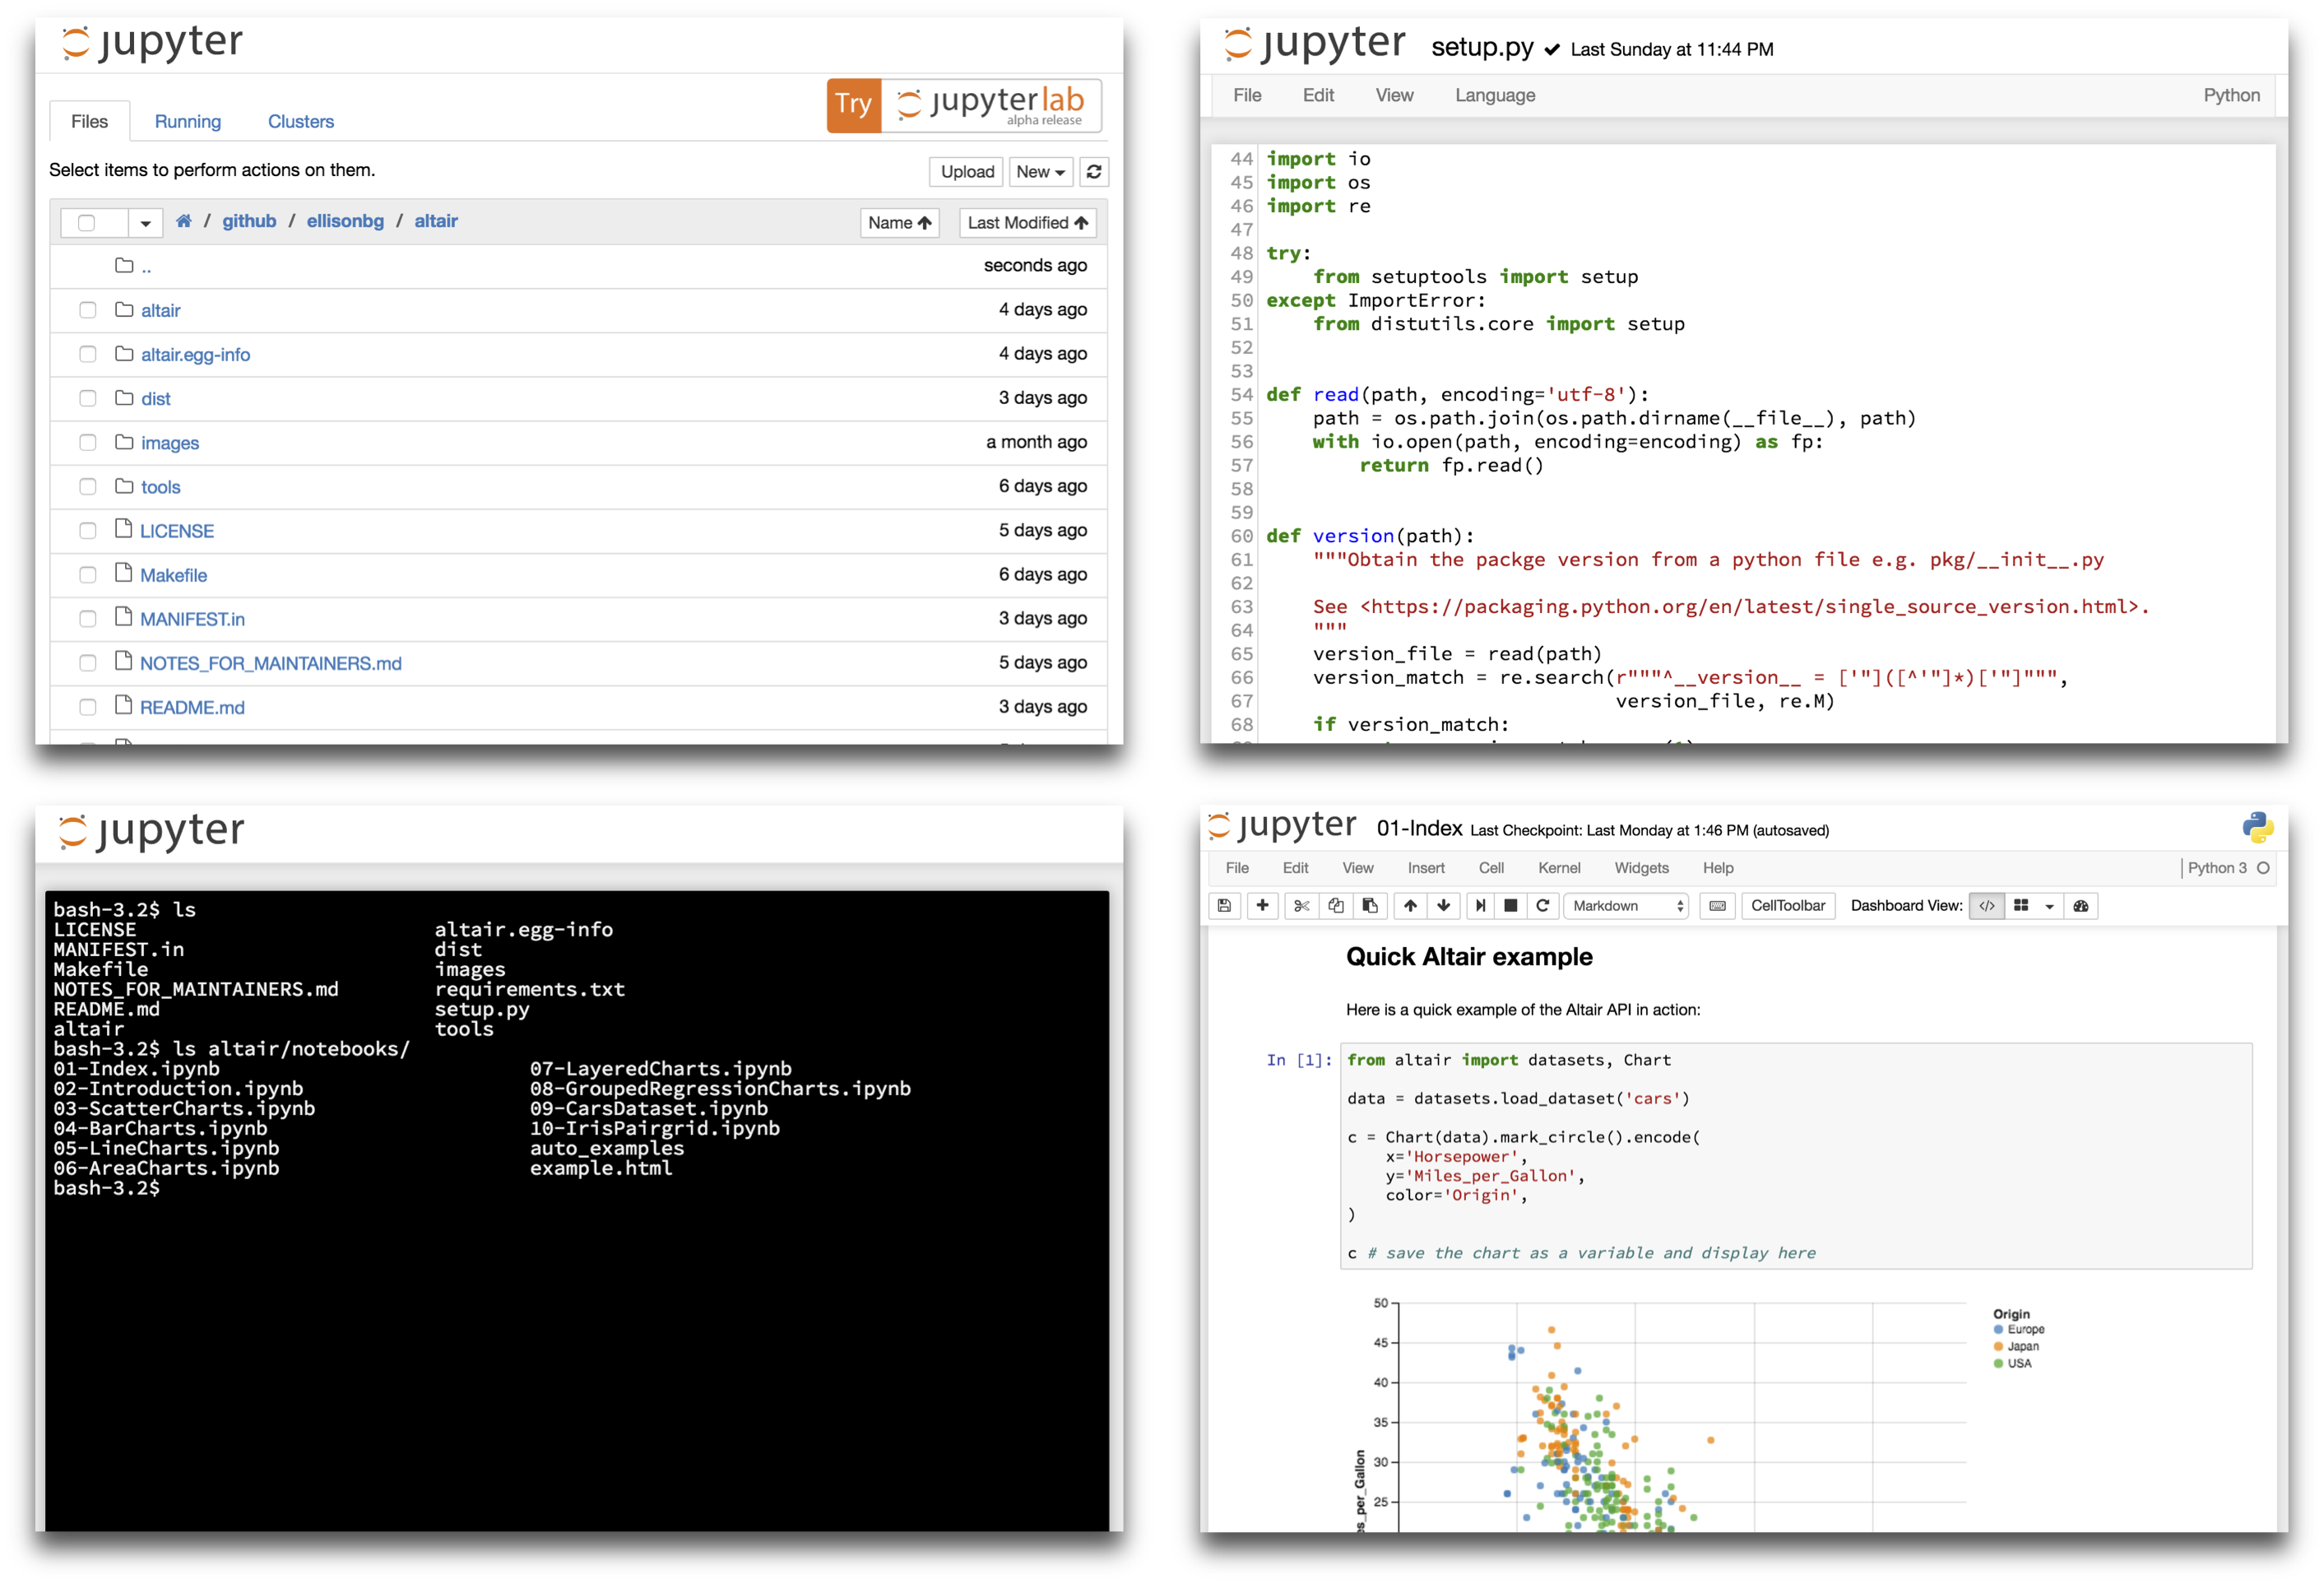 jupyter
Files Running Clusters
Try jupyterlab
alpha release
Select items to perform actions on them.
Upload New
/ github / ellisonbg / altair Name Last Modified
.. seconds ago
altair 4 days ago
altair.egg-info 4 days ago
dist 3 days ago
images a month ago
tools 6 days ago
LICENSE 5 days ago
Makefile 6 days ago
MANIFEST.in 3 days ago
NOTES_FOR_MAINTAINERS.md 5 days ago
README.md 3 days ago
jupyter setup.py ✔ Last Sunday at 11:44 PM
File Edit View Language Python
44 import io
45 import os
46 import re
47
48 try:
49     from setuptools import setup
50 except ImportError:
51     from distutils.core import setup
52
53
54 def read(path, encoding='utf-8'):
55     path = os.path.join(os.path.dirname(__file__), path)
56     with io.open(path, encoding=encoding) as fp:
57         return fp.read()
58
59
60 def version(path):
61     """Obtain the packge version from a python file e.g. pkg/__init__.py
62
63     See <https://packaging.python.org/en/latest/single_source_version.html>.
64     """
65     version_file = read(path)
66     version_match = re.search(r"""^__version__ = ['"]([^'"]*)['"]""",
67                               version_file, re.M)
68     if version_match:
jupyter
bash-3.2$ ls
LICENSE altair.egg-info
MANIFEST.in dist
Makefile images
NOTES_FOR_MAINTAINERS.md requirements.txt
README.md setup.py
altair tools
bash-3.2$ ls altair/notebooks/
01-Index.ipynb 07-LayeredCharts.ipynb
02-Introduction.ipynb 08-GroupedRegressionCharts.ipynb
03-ScatterCharts.ipynb 09-CarsDataset.ipynb
04-BarCharts.ipynb 10-IrisPairgrid.ipynb
05-LineCharts.ipynb auto_examples
06-AreaCharts.ipynb example.html
bash-3.2$
jupyter 01-Index Last Checkpoint: Last Monday at 1:46 PM (autosaved)
File Edit View Insert Cell Kernel Widgets Help Python 3
Markdown CellToolbar Dashboard View: </>
Quick Altair example
Here is a quick example of the Altair API in action:
In [1]: from altair import datasets, Chart
data = datasets.load_dataset('cars')
c = Chart(data).mark_circle().encode(
    x='Horsepower',
    y='Miles_per_Gallon',
    color='Origin',
)
c # save the chart as a variable and display here
50
45
40
35
30
25
es_per_Gallon
Origin
Europe
Japan
USA